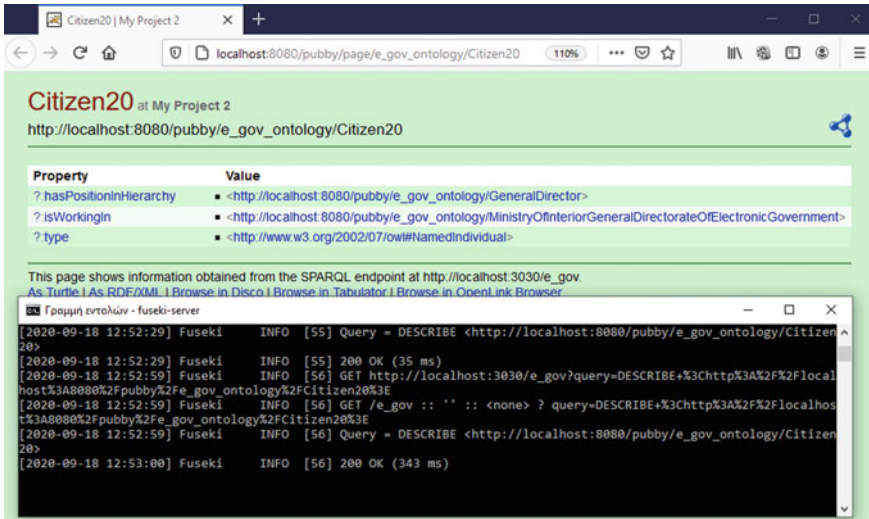 Citizen20 | My Project 2
localhost:8080/pubby/page/e_gov_ontology/Citizen20
110%
Citizen20 at My Project 2
http://localhost:8080/pubby/e_gov_ontology/Citizen20
Property Value
?:hasPositionInHierarchy ▪ <http://localhost:8080/pubby/e_gov_ontology/GeneralDirector>
?:isWorkingIn ▪ <http://localhost:8080/pubby/e_gov_ontology/MinistryOfInteriorGeneralDirectorateOfElectronicGovernment>
?:type ▪ <http://www.w3.org/2002/07/owl#NamedIndividual>
This page shows information obtained from the SPARQL endpoint at http://localhost:3030/e_gov.
As Turtle | As RDF/XML | Browse in Disco | Browse in Tabulator | Browse in OpenLink Browser
Γραμμή εντολών - fuseki-server
[2020-09-18 12:52:29] Fuseki INFO [55] Query = DESCRIBE <http://localhost:8080/pubby/e_gov_ontology/Citizen
20>
[2020-09-18 12:52:29] Fuseki INFO [55] 200 OK (35 ms)
[2020-09-18 12:52:59] Fuseki INFO [56] GET http://localhost:3030/e_gov?query=DESCRIBE+%3Chttp%3A%2F%2Flocal
host%3A8080%2Fpubby%2Fe_gov_ontology%2FCitizen20%3E
[2020-09-18 12:52:59] Fuseki INFO [56] GET /e_gov :: '' :: <none> ? query=DESCRIBE+%3Chttp%3A%2F%2Flocalhos
t%3A8080%2Fpubby%2Fe_gov_ontology%2FCitizen20%3E
[2020-09-18 12:52:59] Fuseki INFO [56] Query = DESCRIBE <http://localhost:8080/pubby/e_gov_ontology/Citizen
20>
[2020-09-18 12:53:00] Fuseki INFO [56] 200 OK (343 ms)